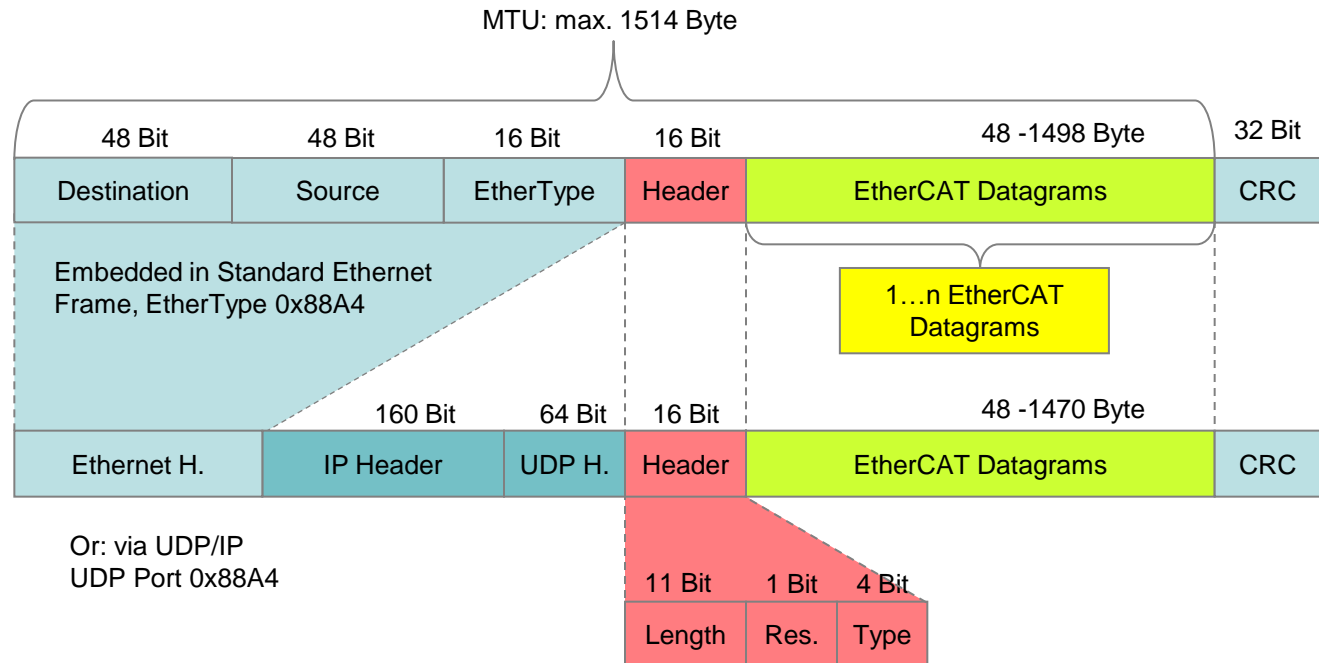 MTU: max. 1514 Byte
48 Bit
48 Bit
16 Bit
16 Bit
48 -1498 Byte
32 Bit
Destination
Source
EtherType
Header
EtherCAT Datagrams
CRC
Embedded in Standard Ethernet
Frame, EtherType 0x88A4
1…n EtherCAT
Datagrams
160 Bit
64 Bit
16 Bit
48 -1470 Byte
Ethernet H.
IP Header
UDP H.
Header
EtherCAT Datagrams
CRC
Or: via UDP/IP
UDP Port 0x88A4
11 Bit
1 Bit
4 Bit
Length
Res.
Type